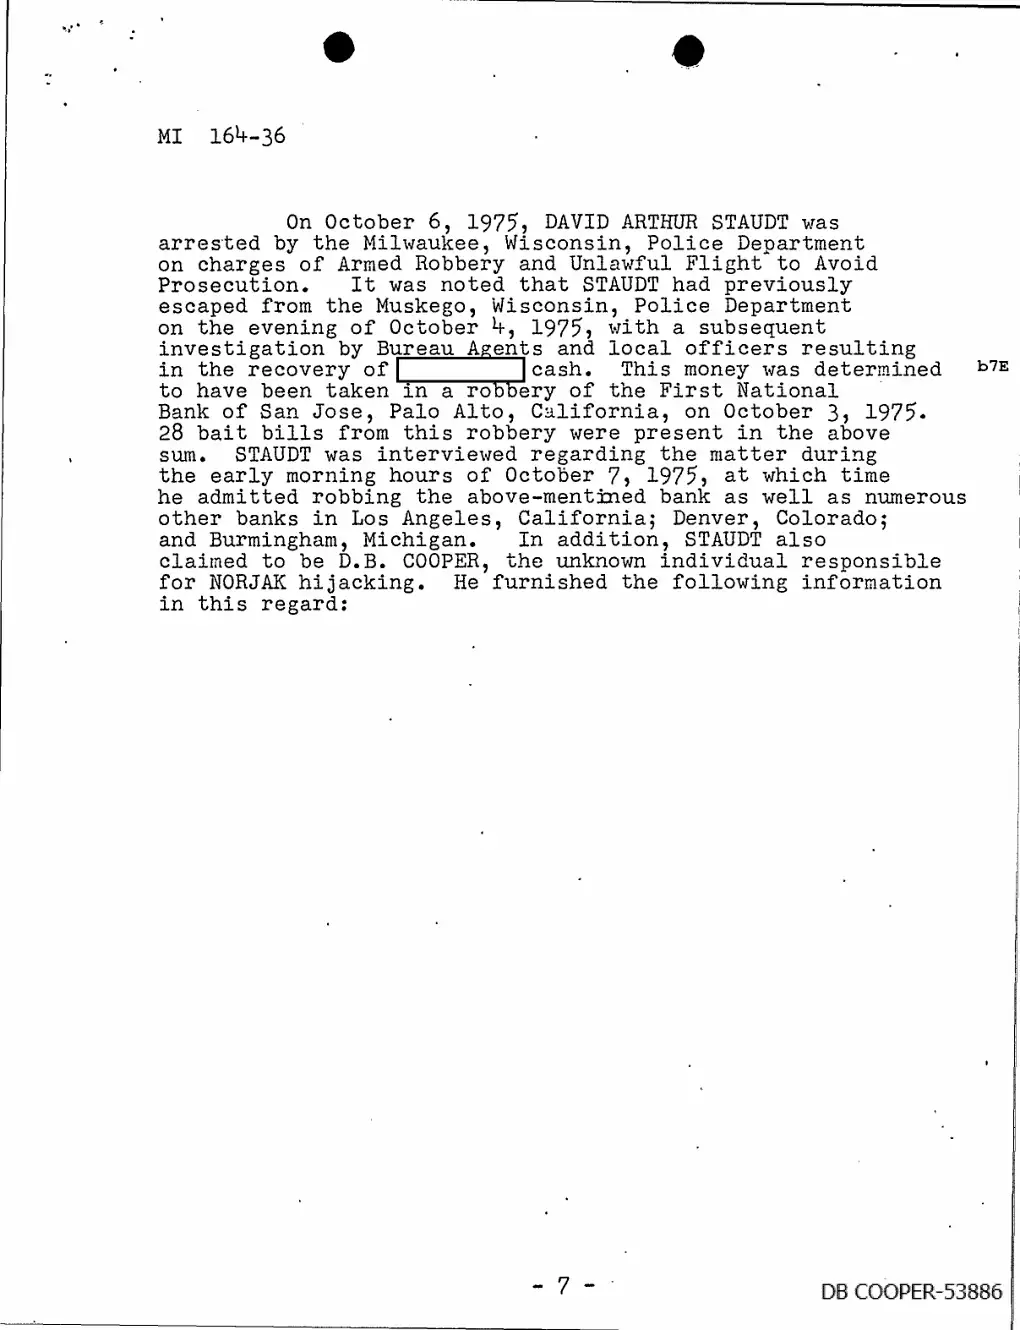 MI 164-36
On October 6, 1975, DAVID ARTHUR STAUDT was
arrested by the Milwaukee, Wisconsin, Police Department
on charges of Armed Robbery and Unlawful Flight to Avoid
Prosecution. It was noted that STAUDT had previously
escaped from the Muskego, Wisconsin, Police Department
on the evening of October 4, 1975, with a subsequent
investigation by Bureau Agents and local officers resulting
in the recovery of cash. This money was determined b7E
to have been taken in a robbery of the First National
Bank of San Jose, Palo Alto, California, on October 3, 1975.
28 bait bills from this robbery were present in the above
sum. STAUDT was interviewed regarding the matter during
the early morning hours of October 7, 1975, at which time
he admitted robbing the above-mentined bank as well as numerous
other banks in Los Angeles, California; Denver, Colorado;
and Burmingham, Michigan. In addition, STAUDT also
claimed to be D.B. COOPER, the unknown individual responsible
for NORJAK hijacking. He furnished the following information
in this regard:
- 7 -
DB COOPER-53886